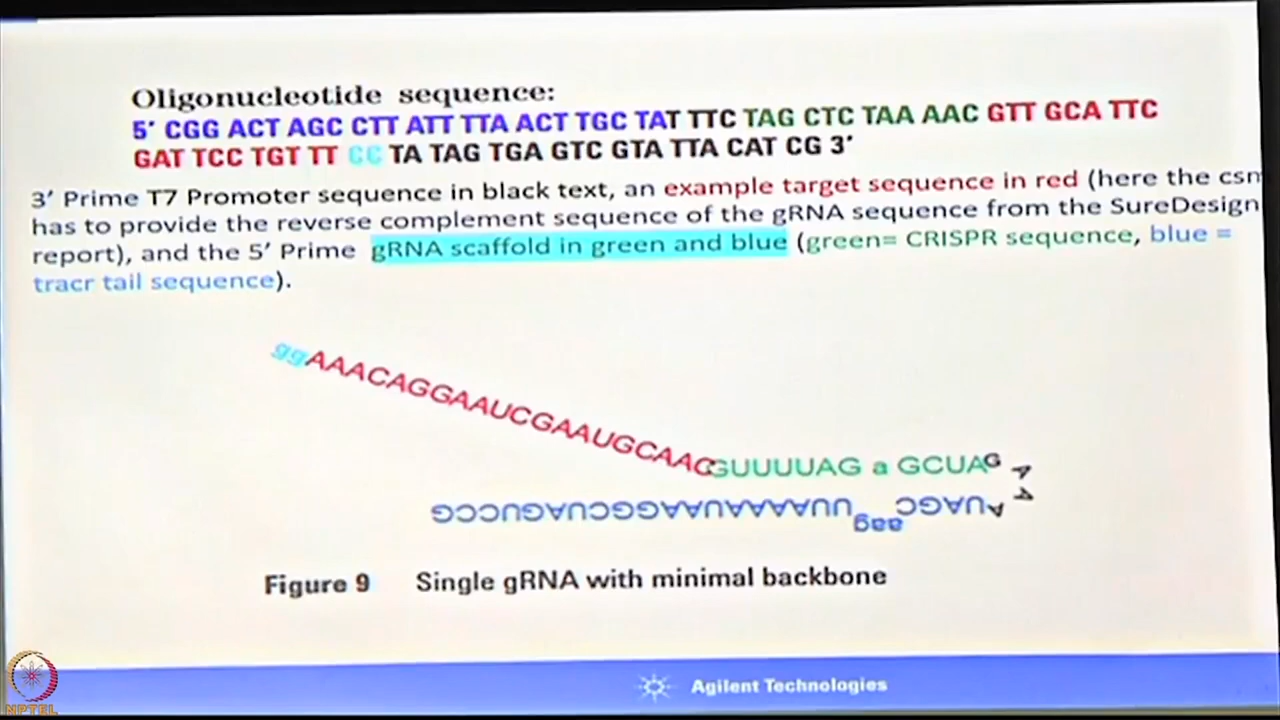 Oligonucleotide sequence:
5' CGG ACT AGC CTT ATT TTA ACT TGC TAT TTC TAG CTC TAA AAC GTT GCA TTC
GAT TCC TGT TT CC TA TAG TGA GTC GTA TTA CAT CG 3'
3' Prime T7 Promoter sequence in black text, an example target sequence in red (here the csm
has to provide the reverse complement sequence of the gRNA sequence from the SureDesign
report), and the 5' Prime gRNA scaffold in green and blue (green= CRISPR sequence, blue =
tracr tail sequence).
ggAAACAGGAAUCGAAUGCAACGUUUUAG a GCUAG
A
A
AUAGCaagUUAAAAUAAGGCUAGUCCG
Figure 9 Single gRNA with minimal backbone
Agilent Technologies
NPTEL